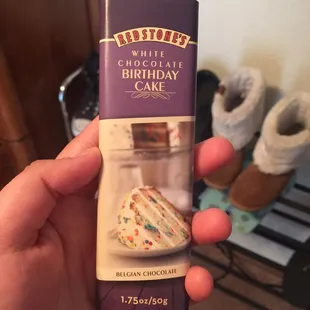 REDSTONE'S
WHITE
CHOCOLATE
BIRTHDAY
CAKE
BELGIAN CHOCOLATE
1.75oz/50g